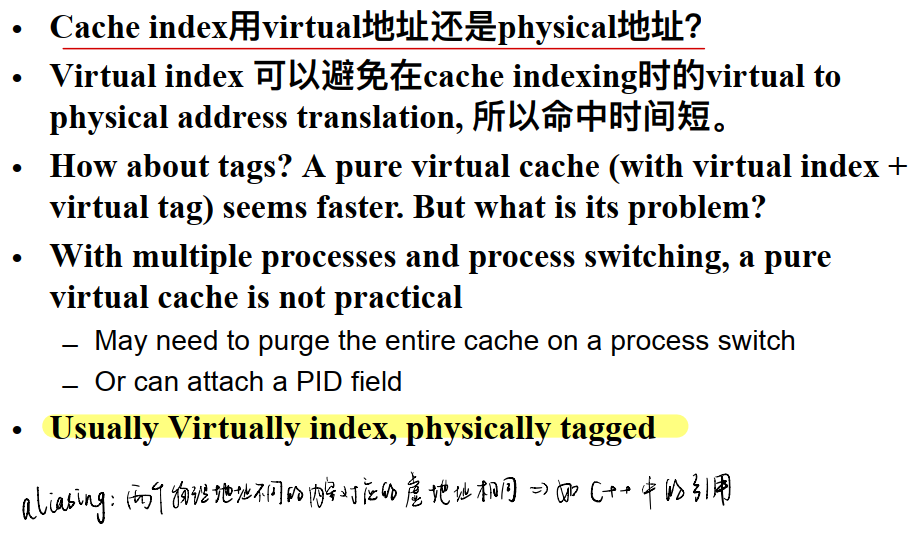 • Cache index用virtual地址还是physical地址?
• Virtual index 可以避免在cache indexing时的virtual to
physical address translation, 所以命中时间短。
• How about tags? A pure virtual cache (with virtual index +
virtual tag) seems faster. But what is its problem?
• With multiple processes and process switching, a pure
virtual cache is not practical
– May need to purge the entire cache on a process switch
– Or can attach a PID field
• Usually Virtually index, physically tagged
aliasing: 两个物理地址不同的内容对应的虚地址相同 ⇒ 如 C++ 中的引用